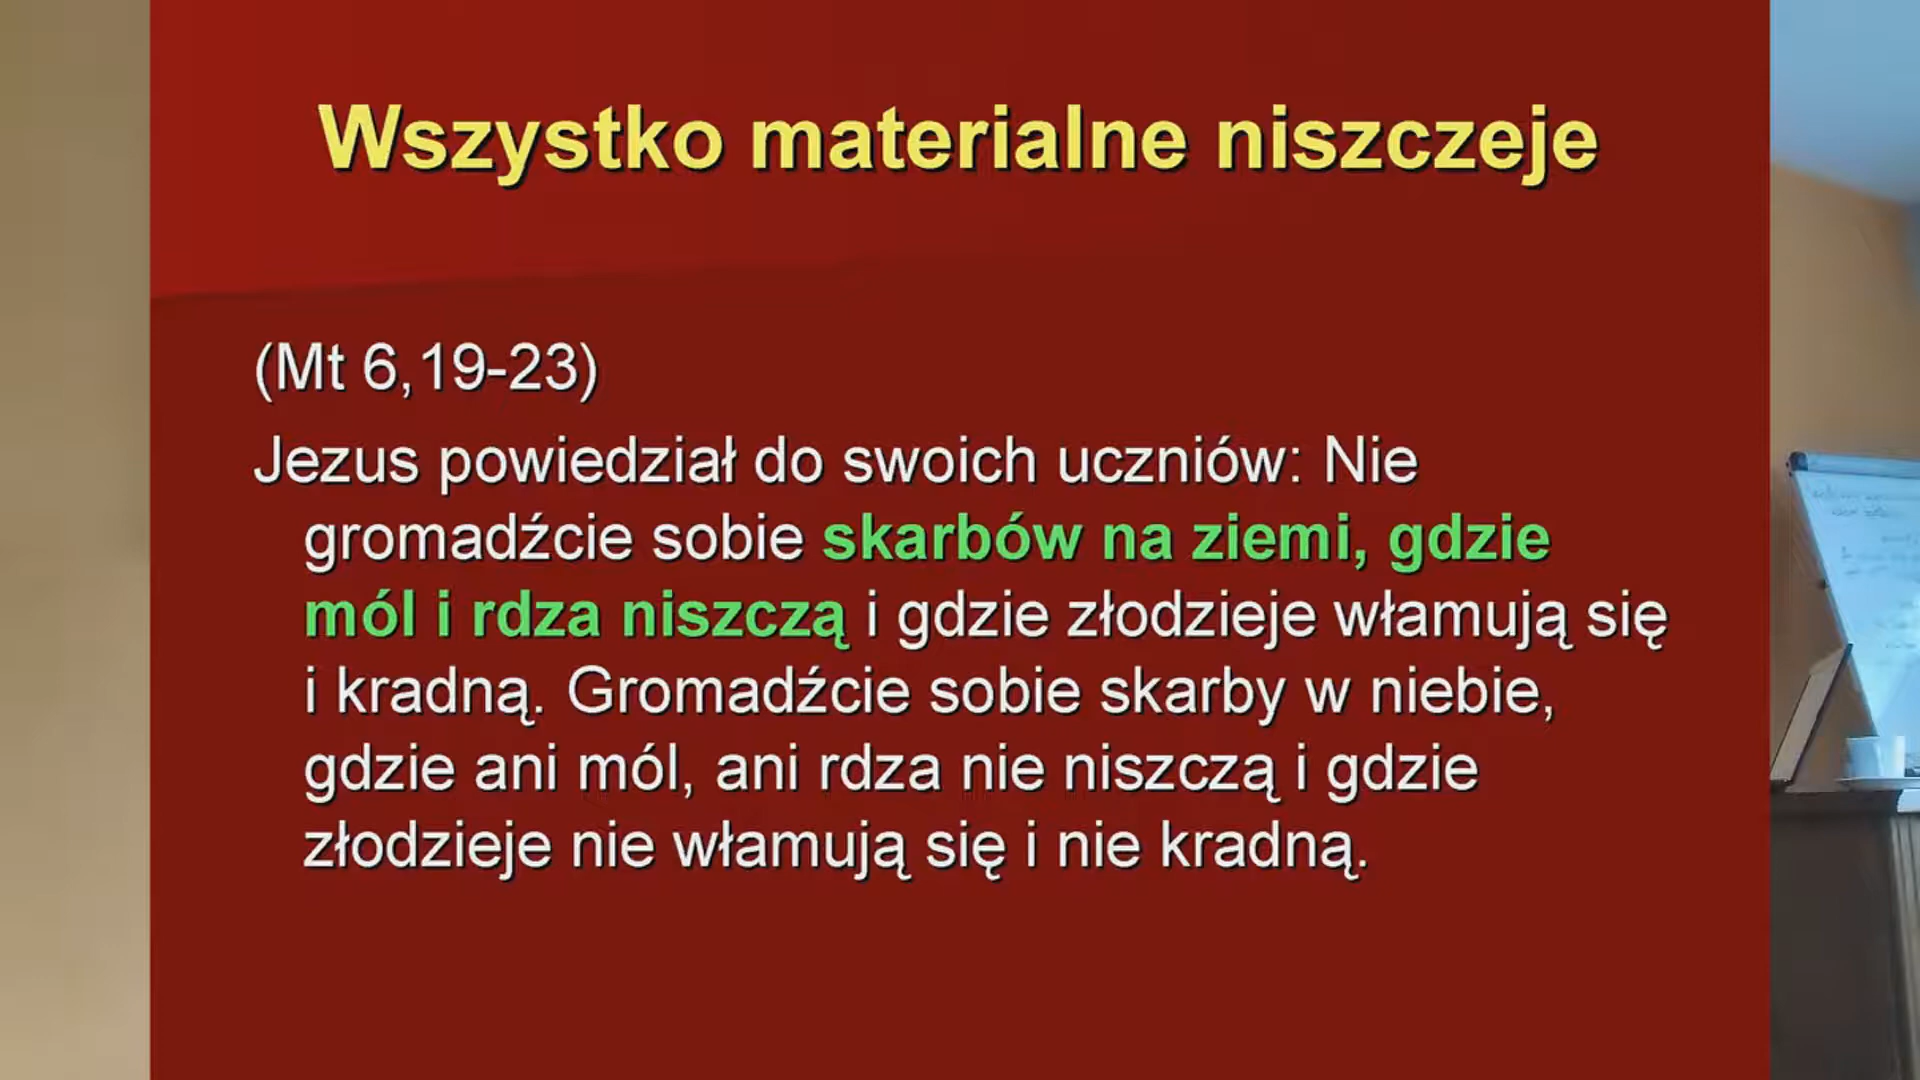 Wszystko materialne niszczeje
(Mt 6,19-23)
Jezus powiedział do swoich uczniów: Nie
gromadźcie sobie skarbów na ziemi, gdzie
mól i rdza niszczą i gdzie złodzieje włamują się
i kradną. Gromadźcie sobie skarby w niebie,
gdzie ani mól, ani rdza nie niszczą i gdzie
złodzieje nie włamują się i nie kradną.